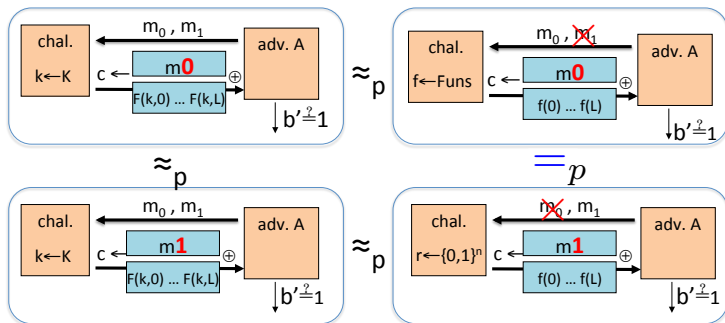 m₀ , m₁
chal.
k←K
c ←
m0
⊕
F(k,0) ... F(k,L)
adv. A
b'≟1
≈p
m₀ , m₁
chal.
f←Funs
c ←
m0
⊕
f(0) ... f(L)
adv. A
b'≟1
≈p
=p
m₀ , m₁
chal.
k←K
c ←
m1
⊕
F(k,0) ... F(k,L)
adv. A
b'≟1
≈p
m₀ , m₁
chal.
r←{0,1}ⁿ
c ←
m1
⊕
f(0) ... f(L)
adv. A
b'≟1